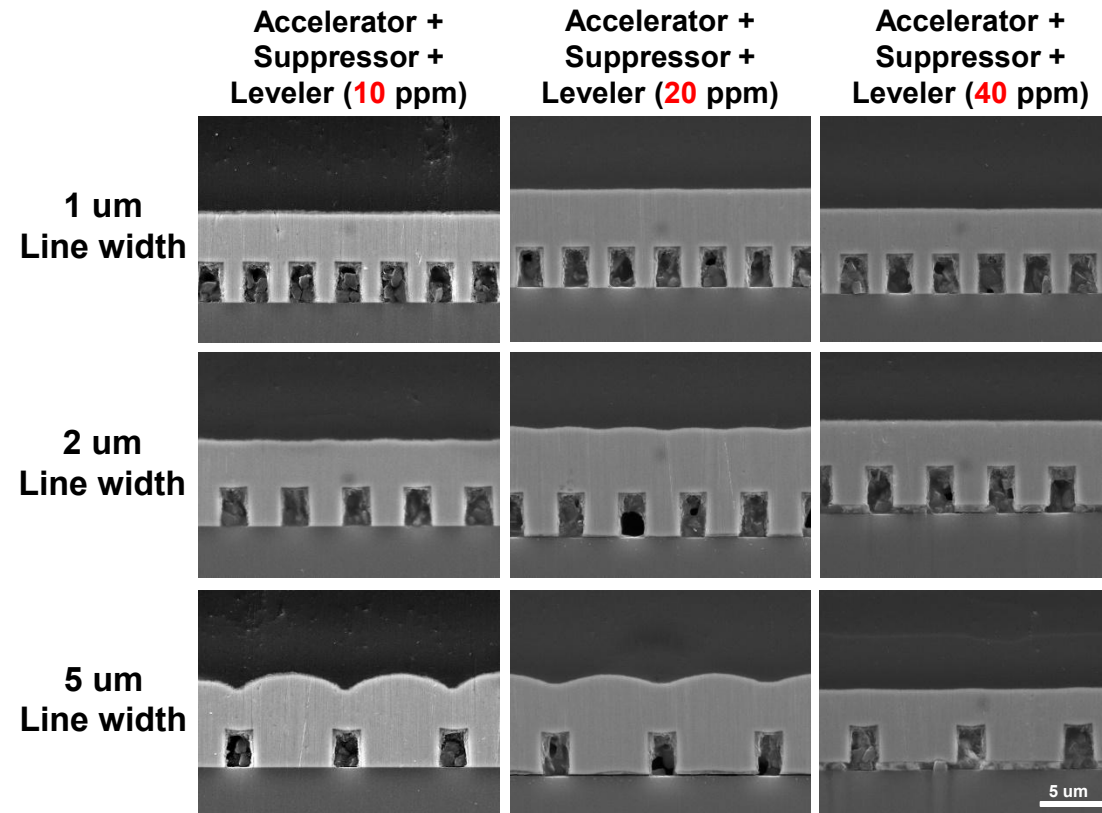 Accelerator +
Suppressor +
Leveler (10 ppm)
Accelerator +
Suppressor +
Leveler (20 ppm)
Accelerator +
Suppressor +
Leveler (40 ppm)
1 um
Line width
2 um
Line width
5 um
Line width
5 um